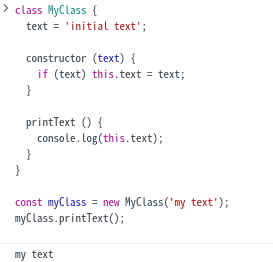 class MyClass {
  text = 'initial text';

  constructor (text) {
    if (text) this.text = text;
  }

  printText () {
    console.log(this.text);
  }
}

const myClass = new MyClass('my text');
myClass.printText();

my text